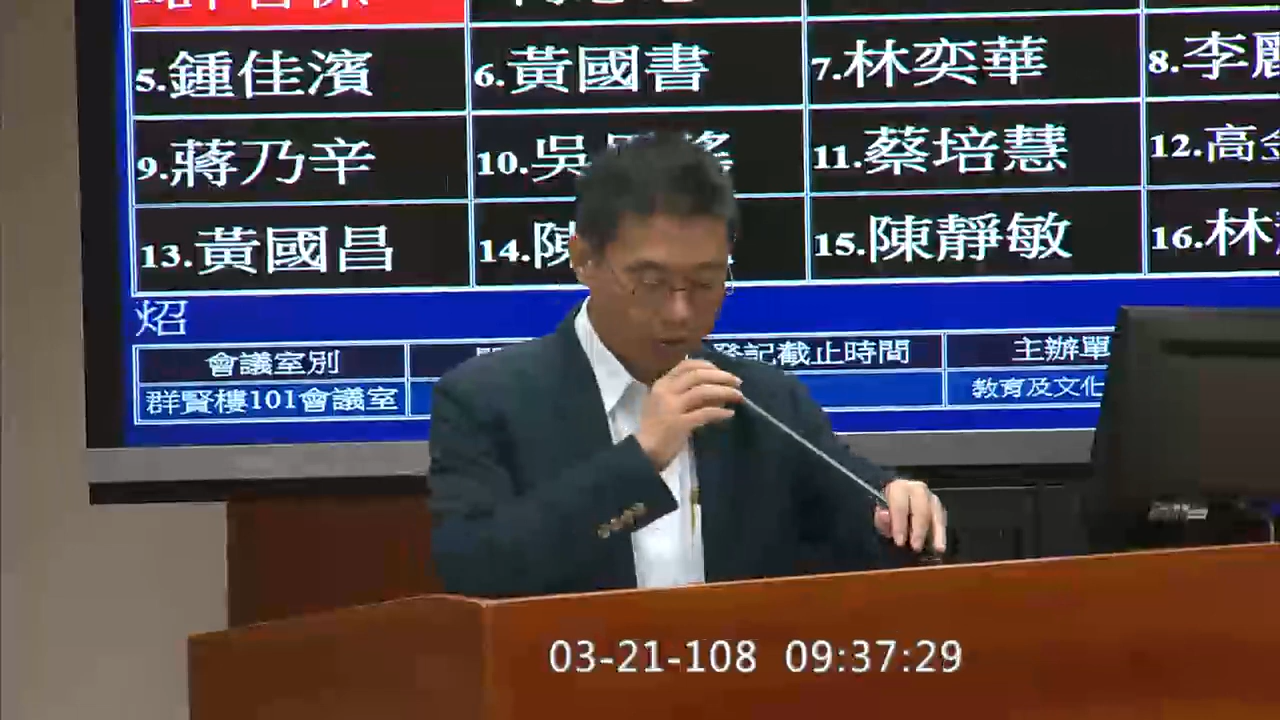 5.鍾佳濱 6.黃國書 7.林奕華 8.李
9.蔣乃辛 10.吳 11.蔡培慧 12.高金
13.黃國昌 14.陳 15.陳靜敏 16.林
炤
會議室別 登記截止時間 主辦單
群賢樓101會議室 教育及文化
03-21-108 09:37:29